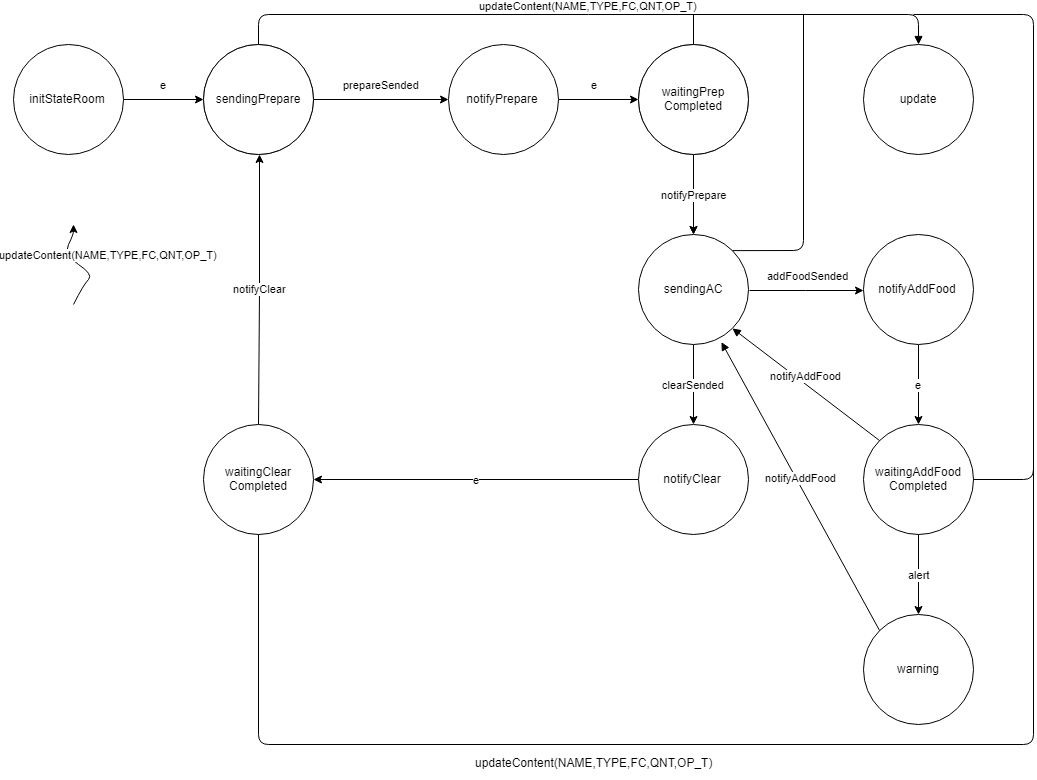 updateContent(NAME,TYPE,FC,QNT,OP_T)
initStateRoom
e
sendingPrepare
prepareSended
notifyPrepare
e
waitingPrep
Completed
update
notifyPrepare
updateContent(NAME,TYPE,FC,QNT,OP_T)
notifyClear
sendingAC
addFoodSended
notifyAddFood
clearSended
notifyAddFood
e
waitingClear
Completed
e
notifyClear
notifyAddFood
waitingAddFood
Completed
alert
warning
updateContent(NAME,TYPE,FC,QNT,OP_T)